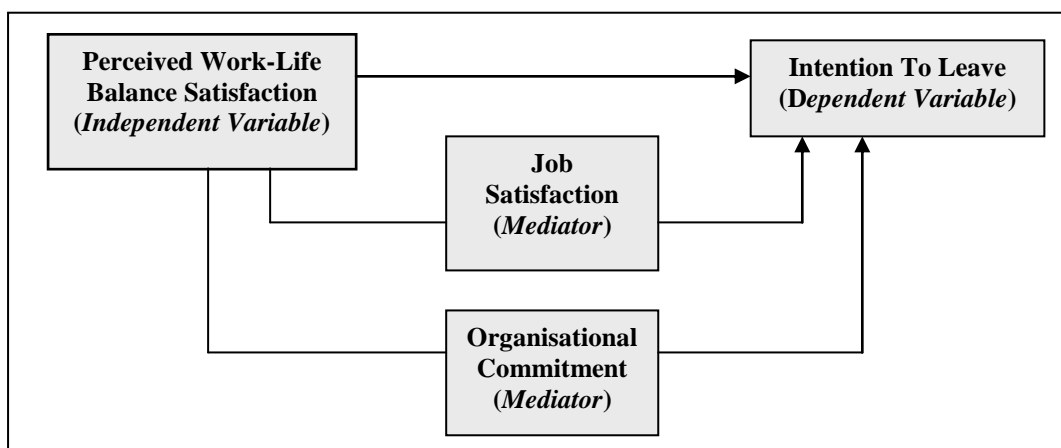 Perceived Work-Life
Balance Satisfaction
(Independent Variable)
Intention To Leave
(Dependent Variable)
Job
Satisfaction
(Mediator)
Organisational
Commitment
(Mediator)